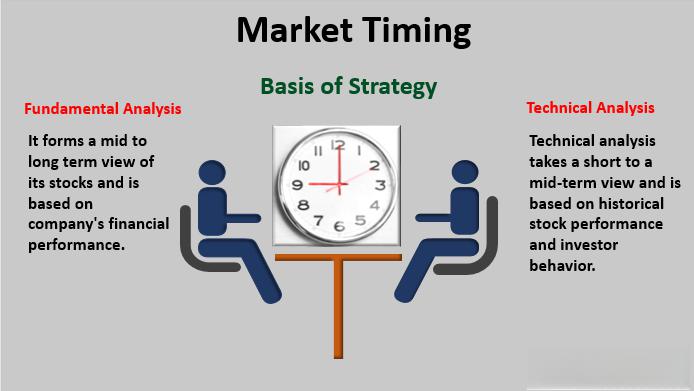 Market Timing
Basis of Strategy
Fundamental Analysis
It forms a mid to
long term view of
its stocks and is
based on
company's financial
performance.
12
1
2
3
4
5
6
7
8
9
10
11
Technical Analysis
Technical analysis
takes a short to a
mid-term view and is
based on historical
stock performance
and investor
behavior.